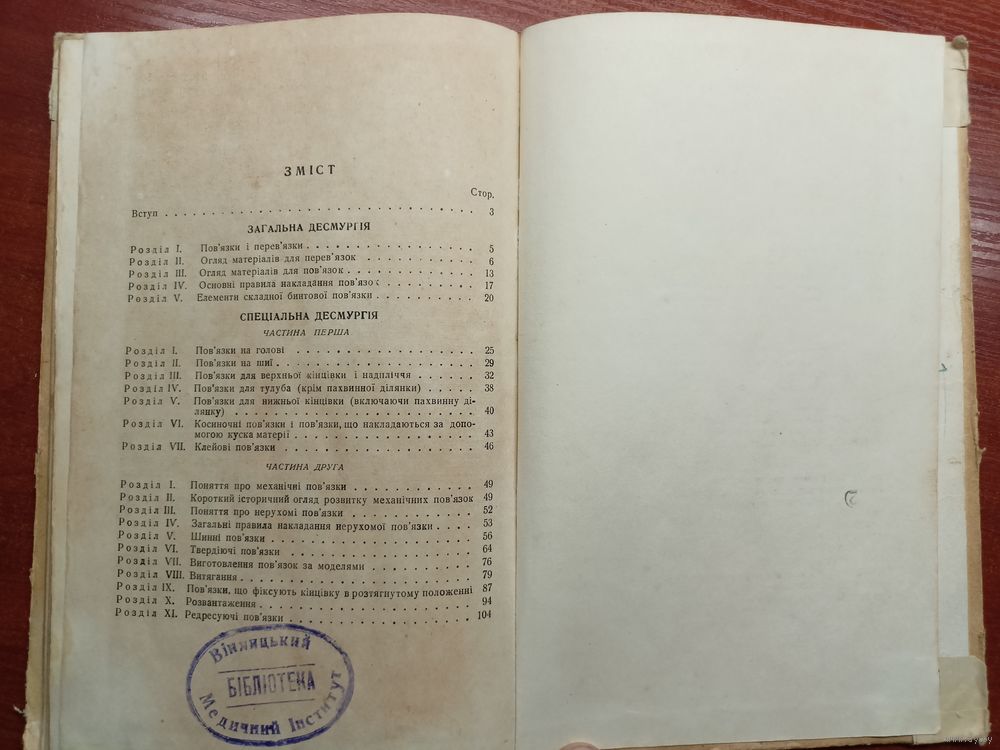 ЗМІСТ
Стор.
Вступ . . . . . . . . . . . . . . . . . . . . . . . . . . . 3
ЗАГАЛЬНА ДЕСМУРГІЯ
Розділ I. Пов'язки і перев'язки . . . . . . . . . . . . . . 5
Розділ II. Огляд матеріалів для перев'язок . . . . . . . . . 6
Розділ III. Огляд матеріалів для пов'язок . . . . . . . . . . 13
Розділ IV. Основні правила накладання пов'язок . . . . . . . . 17
Розділ V. Елементи складної бинтової пов'язки . . . . . . . . 20
СПЕЦІАЛЬНА ДЕСМУРГІЯ
ЧАСТИНА ПЕРША
Розділ I. Пов'язки на голові . . . . . . . . . . . . . . . 25
Розділ II. Пов'язки на шиї . . . . . . . . . . . . . . . . . 29
Розділ III. Пов'язки для верхньої кінцівки і надпліччя . . . . . . 32
Розділ IV. Пов'язки для тулуба (крім пахвинної ділянки) . . . . . 38
Розділ V. Пов'язки для нижньої кінцівки (включаючи пахвинну ді-
лянку) . . . . . . . . . . . . . . . . . . . . 40
Розділ VI. Косиночні пов'язки і пов'язки, що накладаються за допо-
могою куска матерії . . . . . . . . . . . . . . . 43
Розділ VII. Клейові пов'язки . . . . . . . . . . . . . . . . . 46
ЧАСТИНА ДРУГА
Розділ I. Поняття про механічні пов'язки . . . . . . . . . . 49
Розділ II. Короткий історичний огляд розвитку механічних пов'язок 49
Розділ III. Поняття про нерухомі пов'язки . . . . . . . . . . 52
Розділ IV. Загальні правила накладання нерухомої пов'язки . . . . 53
Розділ V. Шинні пов'язки . . . . . . . . . . . . . . . . . 56
Розділ VI. Твердіючі пов'язки . . . . . . . . . . . . . . . . 64
Розділ VII. Виготовлення пов'язок за моделями . . . . . . . . . 76
Розділ VIII. Витягання . . . . . . . . . . . . . . . . . . . . 79
Розділ IX. Пов'язки, що фіксують кінцівку в розтягнутому положенні 87
Розділ X. Розвантаження . . . . . . . . . . . . . . . . . . 94
Розділ XI. Редресуючі пов'язки . . . . . . . . . . . . . . . . 104
Вінницький
БІБЛІОТЕКА
Медичний Інститут